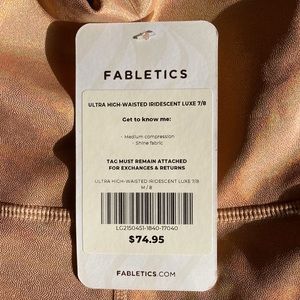 FABLETICS
ULTRA HIGH-WAISTED IRIDESCENT LUXE 7/8
Get to know me:
- Medium compression
- Shine fabric
TAG MUST REMAIN ATTACHED
FOR EXCHANGES & RETURNS
ULTRA HIGH-WAISTED IRIDESCENT LUXE 7/8
M / 8
LG2150451-1840-17040
$74.95
FABLETICS.COM